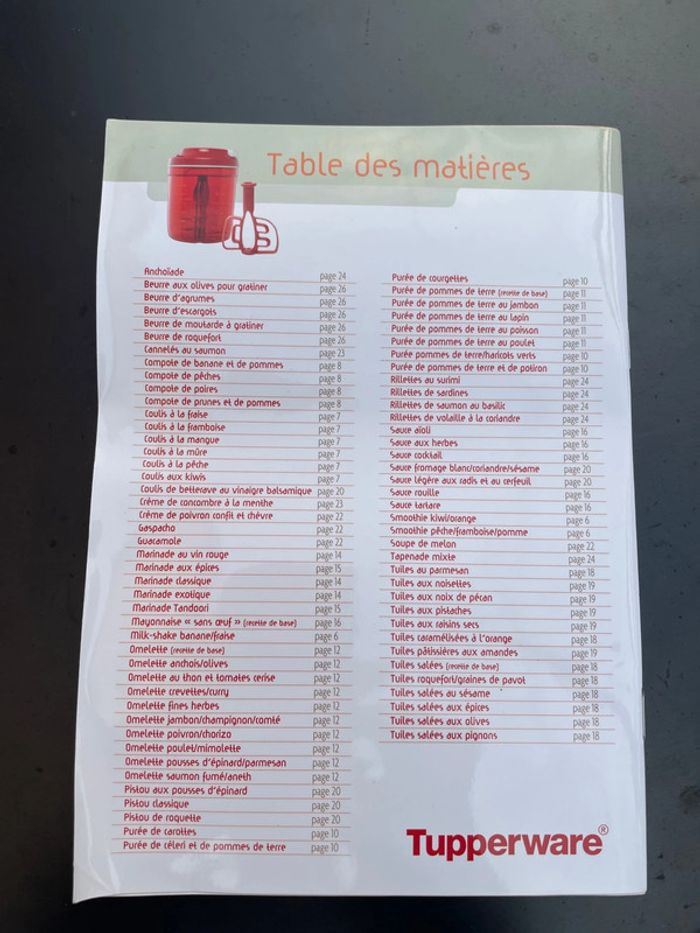 Table des matières
Anchoïade page 24
Beurre aux olives pour gratiner page 26
Beurre d'agrumes page 26
Beurre d'escargots page 26
Beurre de moutarde à gratiner page 26
Beurre de roquefort page 26
Cannelés au saumon page 23
Compote de banane et de pommes page 8
Compote de pêches page 8
Compote de poires page 8
Compote de prunes et de pommes page 8
Coulis à la fraise page 7
Coulis à la framboise page 7
Coulis à la mangue page 7
Coulis à la mûre page 7
Coulis à la pêche page 7
Coulis aux kiwis page 7
Coulis de betterave au vinaigre balsamique page 20
Crème de concombre à la menthe page 23
Crème de poivron confit et chèvre page 22
Gaspacho page 22
Guacamole page 22
Marinade au vin rouge page 14
Marinade aux épices page 15
Marinade classique page 14
Marinade exotique page 14
Marinade Tandoori page 15
Mayonnaise « sans œuf » (recette de base) page 16
Milk-shake banane/fraise page 6
Omelette (recette de base) page 12
Omelette anchois/olives page 12
Omelette au thon et tomates cerise page 12
Omelette crevettes/curry page 12
Omelette fines herbes page 12
Omelette jambon/champignon/comté page 12
Omelette poivron/chorizo page 12
Omelette poulet/mimolette page 12
Omelette pousses d'épinard/parmesan page 12
Omelette saumon fumé/aneth page 12
Pistou aux pousses d'épinard page 20
Pistou classique page 20
Pistou de roquette page 20
Purée de carottes page 10
Purée de céleri et de pommes de terre page 10
Purée de courgettes page 10
Purée de pommes de terre (recette de base) page 11
Purée de pommes de terre au jambon page 11
Purée de pommes de terre au lapin page 11
Purée de pommes de terre au poisson page 11
Purée de pommes de terre au poulet page 11
Purée pommes de terre/haricots verts page 10
Purée de pommes de terre et de potiron page 10
Rillettes au surimi page 24
Rillettes de sardines page 24
Rillettes de saumon au basilic page 24
Rillettes de volaille à la coriandre page 24
Sauce aïoli page 16
Sauce aux herbes page 16
Sauce cocktail page 16
Sauce fromage blanc/coriandre/sésame page 20
Sauce légère aux radis et au cerfeuil page 20
Sauce rouille page 16
Sauce tartare page 16
Smoothie kiwi/orange page 6
Smoothie pêche/framboise/pomme page 6
Soupe de melon page 22
Tapenade mixte page 24
Tuiles au parmesan page 18
Tuiles aux noisettes page 19
Tuiles aux noix de pécan page 19
Tuiles aux pistaches page 19
Tuiles aux raisins secs page 19
Tuiles caramélisées à l'orange page 18
Tuiles pâtissières aux amandes page 19
Tuiles salées (recette de base) page 18
Tuiles roquefort/graines de pavot page 18
Tuiles salées au sésame page 18
Tuiles salées aux épices page 18
Tuiles salées aux olives page 18
Tuiles salées aux pignons page 18
Tupperware®